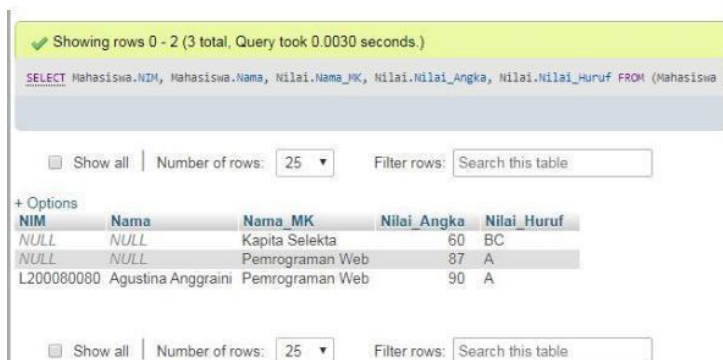 Showing rows 0 - 2 (3 total, Query took 0.0030 seconds.)
SELECT Mahasiswa.NIM, Mahasiswa.Nama, Nilai.Nama_MK, Nilai.Nilai_Angka, Nilai.Nilai_Huruf FROM (Mahasiswa
Show all | Number of rows: 25 ▼ Filter rows: Search this table
+ Options
NIM Nama Nama_MK Nilai_Angka Nilai_Huruf
NULL NULL Kapita Selekta 60 BC
NULL NULL Pemrograman Web 87 A
L200080080 Agustina Anggraini Pemrograman Web 90 A
Show all | Number of rows: 25 ▼ Filter rows: Search this table